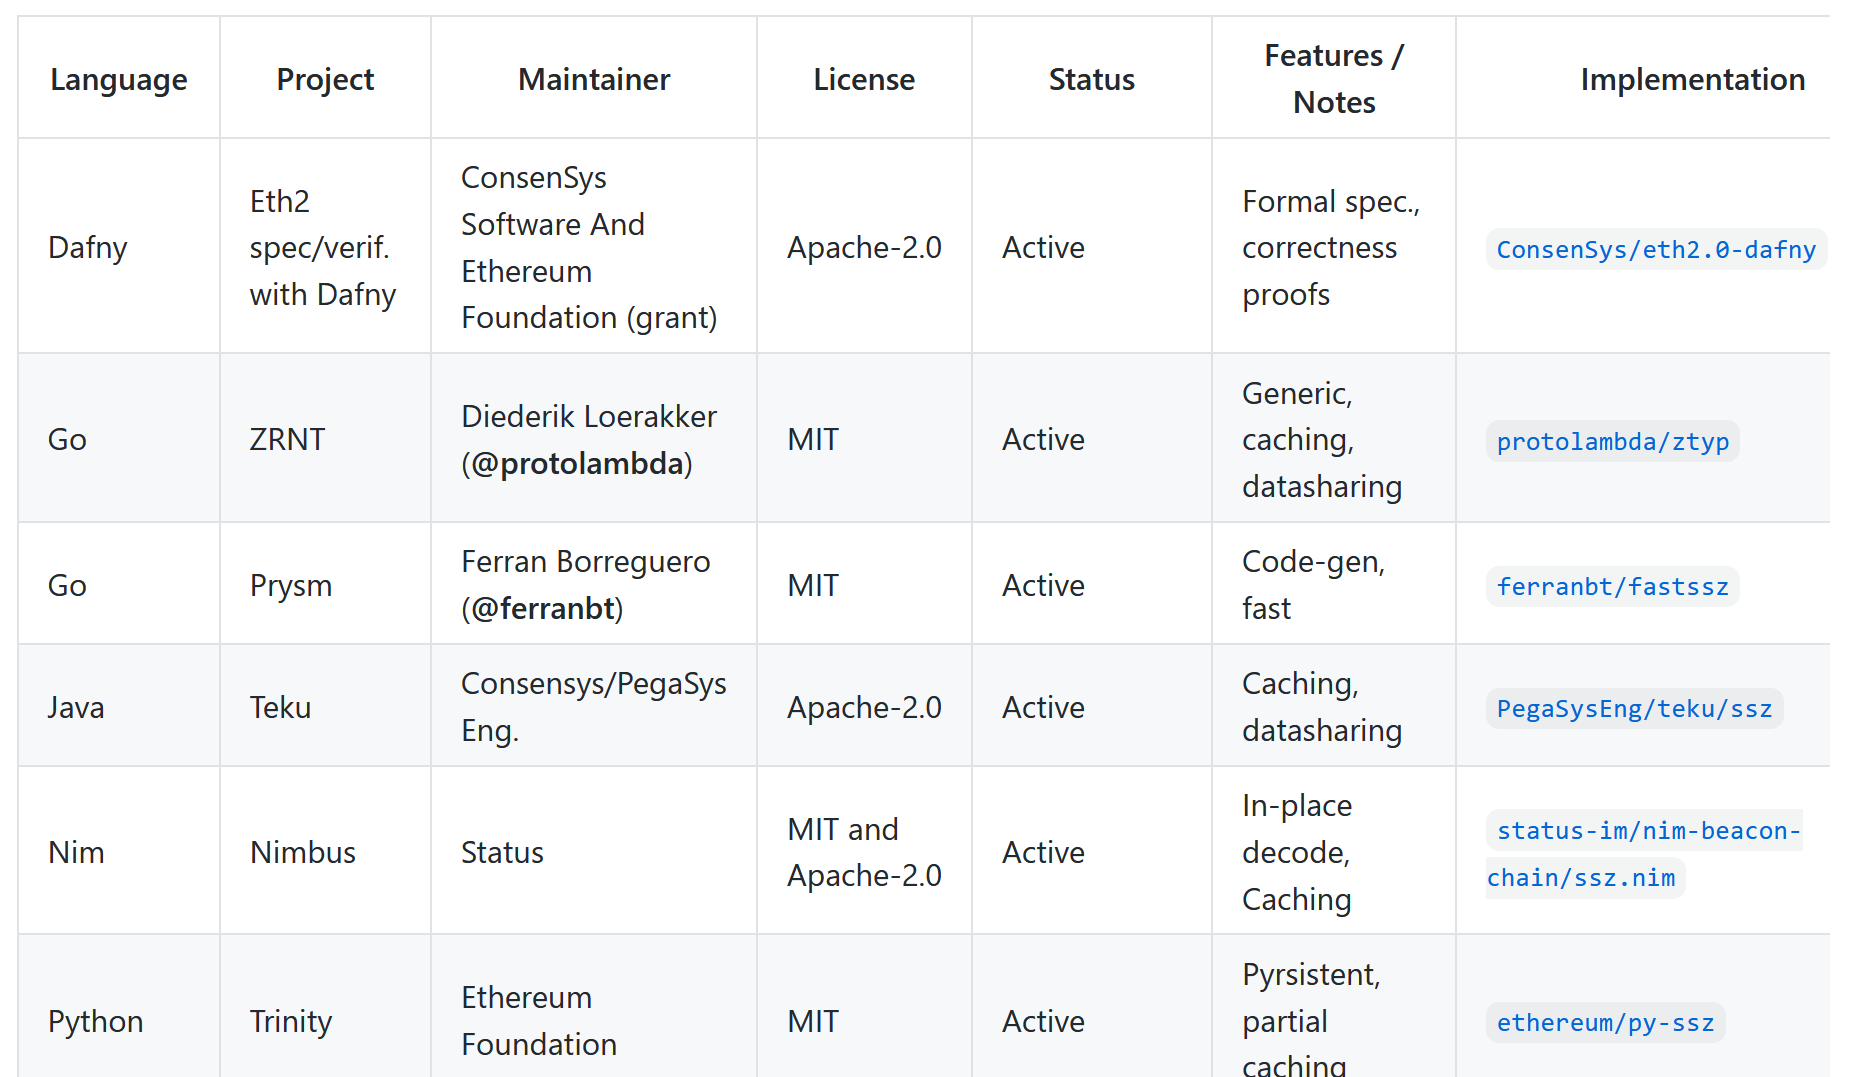 Language Project Maintainer License Status Features / Notes Implementation
Dafny
Eth2
spec/verif.
with Dafny
ConsenSys
Software And
Ethereum
Foundation (grant)
Apache-2.0
Active
Formal spec.,
correctness
proofs
ConsenSys/eth2.0-dafny
Go
ZRNT
Diederik Loerakker
(@protolambda)
MIT
Active
Generic,
caching,
datasharing
protolambda/ztyp
Go
Prysm
Ferran Borreguero
(@ferranbt)
MIT
Active
Code-gen,
fast
ferranbt/fastssz
Java
Teku
Consensys/PegaSys
Eng.
Apache-2.0
Active
Caching,
datasharing
PegaSysEng/teku/ssz
Nim
Nimbus
Status
MIT and
Apache-2.0
Active
In-place
decode,
Caching
status-im/nim-beacon-
chain/ssz.nim
Python
Trinity
Ethereum
Foundation
MIT
Active
Pyrsistent,
partial
caching
ethereum/py-ssz